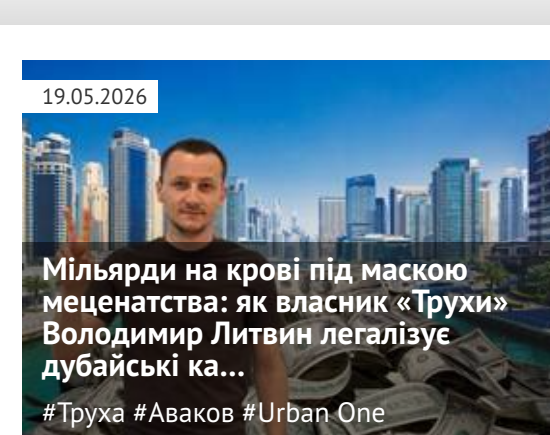 19.05.2026
Мільярди на крові під маскою
меценатства: як власник «Трухи»
Володимир Литвин легалізує
дубайські ка...
#Труха #Аваков #Urban One